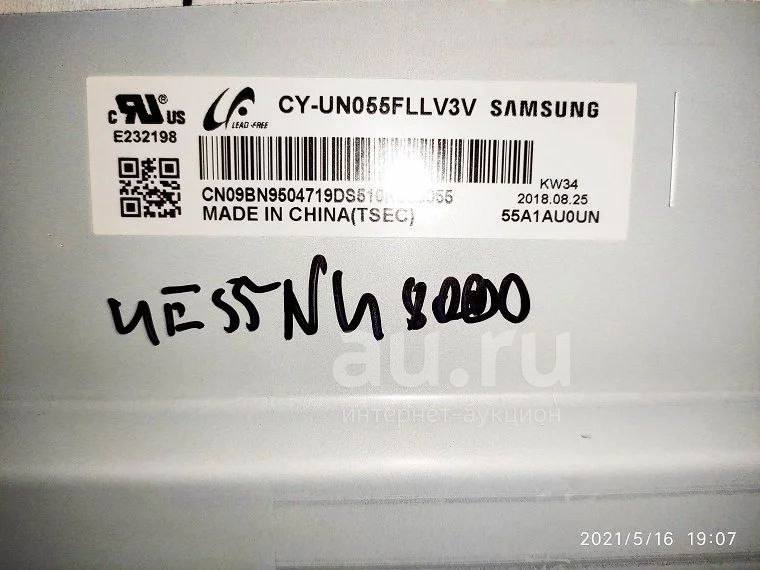 c RU® US
E232198
LEAD-FREE
CY-UN055FLLV3V SAMSUNG
KW34
2018.08.25
MADE IN CHINA(TSEC)
55A1AU0UN
au.ru
интернет-аукцион
2021/5/16 19:07